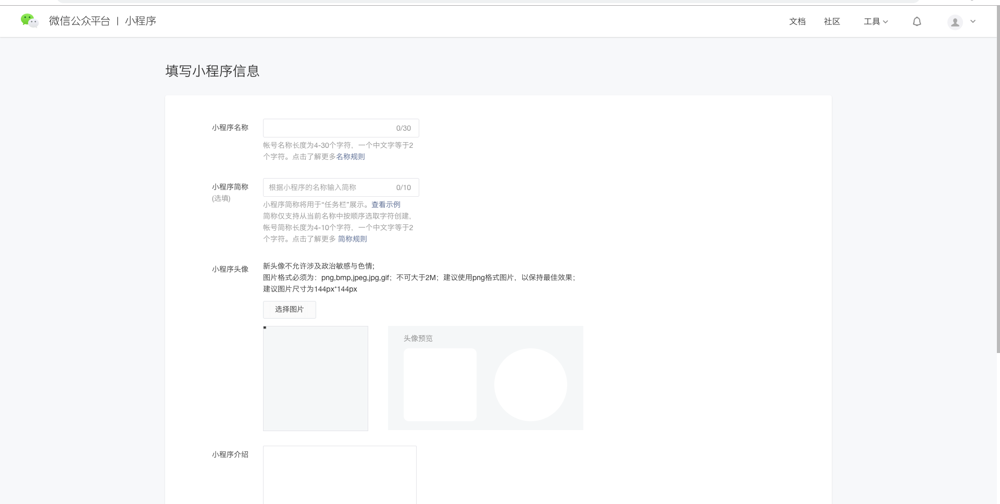 微信公众平台 | 小程序
文档 社区 工具
填写小程序信息
小程序名称
0/30
帐号名称长度为4-30个字符，一个中文字等于2
个字符。点击了解更多名称规则
小程序简称
(选填)
根据小程序的名称输入简称 0/10
小程序简称将用于“任务栏”展示。查看示例
简称仅支持从当前名称中按顺序选取字符创建，
帐号简称长度为4-10个字符，一个中文字等于2
个字符。点击了解更多 简称规则
小程序头像
新头像不允许涉及政治敏感与色情;
图片格式必须为：png,bmp,jpeg,jpg,gif；不可大于2M；建议使用png格式图片，以保持最佳效果；
建议图片尺寸为144px*144px
选择图片
头像预览
小程序介绍